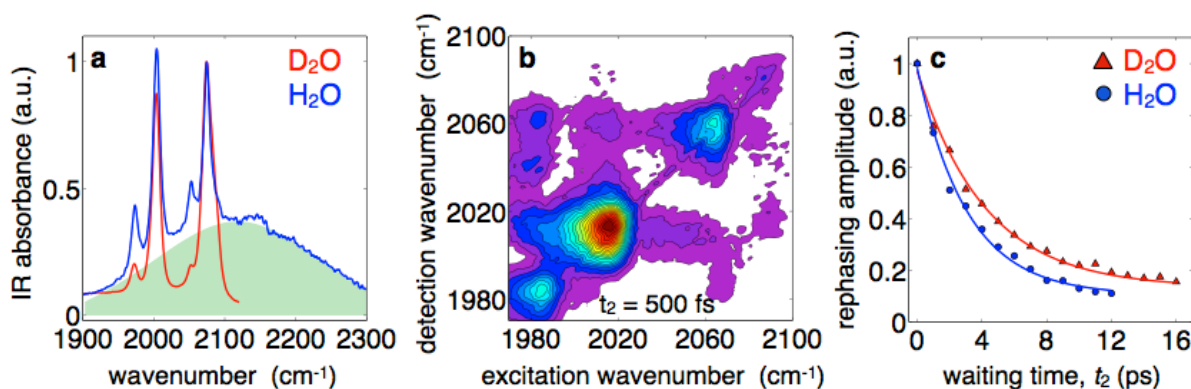 a
D₂O
H₂O
IR absorbance (a.u.)
1
0.5
0
1900 2000 2100 2200 2300
wavenumber (cm⁻¹)
b
detection wavenumber (cm⁻¹)
2100
2060
2020
1980
t₂ = 500 fs
1980 2020 2060 2100
excitation wavenumber (cm⁻¹)
c
D₂O
H₂O
rephasing amplitude (a.u.)
1
0.8
0.6
0.4
0.2
0
0 4 8 12 16
waiting time, t₂ (ps)